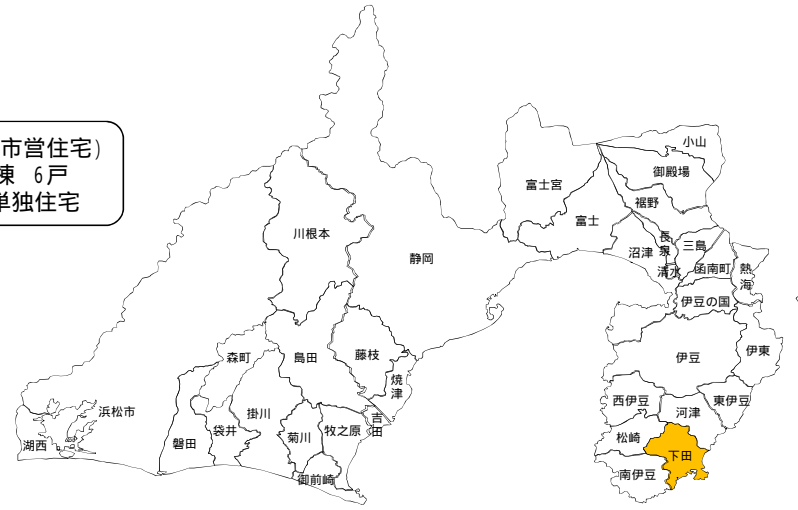 市営住宅)
棟 6戸
単独住宅
小山
御殿場
富士宮
裾野
富士
長泉
三島
沼津
川根本
静岡
清水
函南町
熱海
伊豆の国
森町
島田
藤枝
伊豆
伊東
焼津
西伊豆
東伊豆
浜松市
掛川
吉田
河津
湖西
磐田
袋井
菊川
牧之原
松崎
下田
御前崎
南伊豆